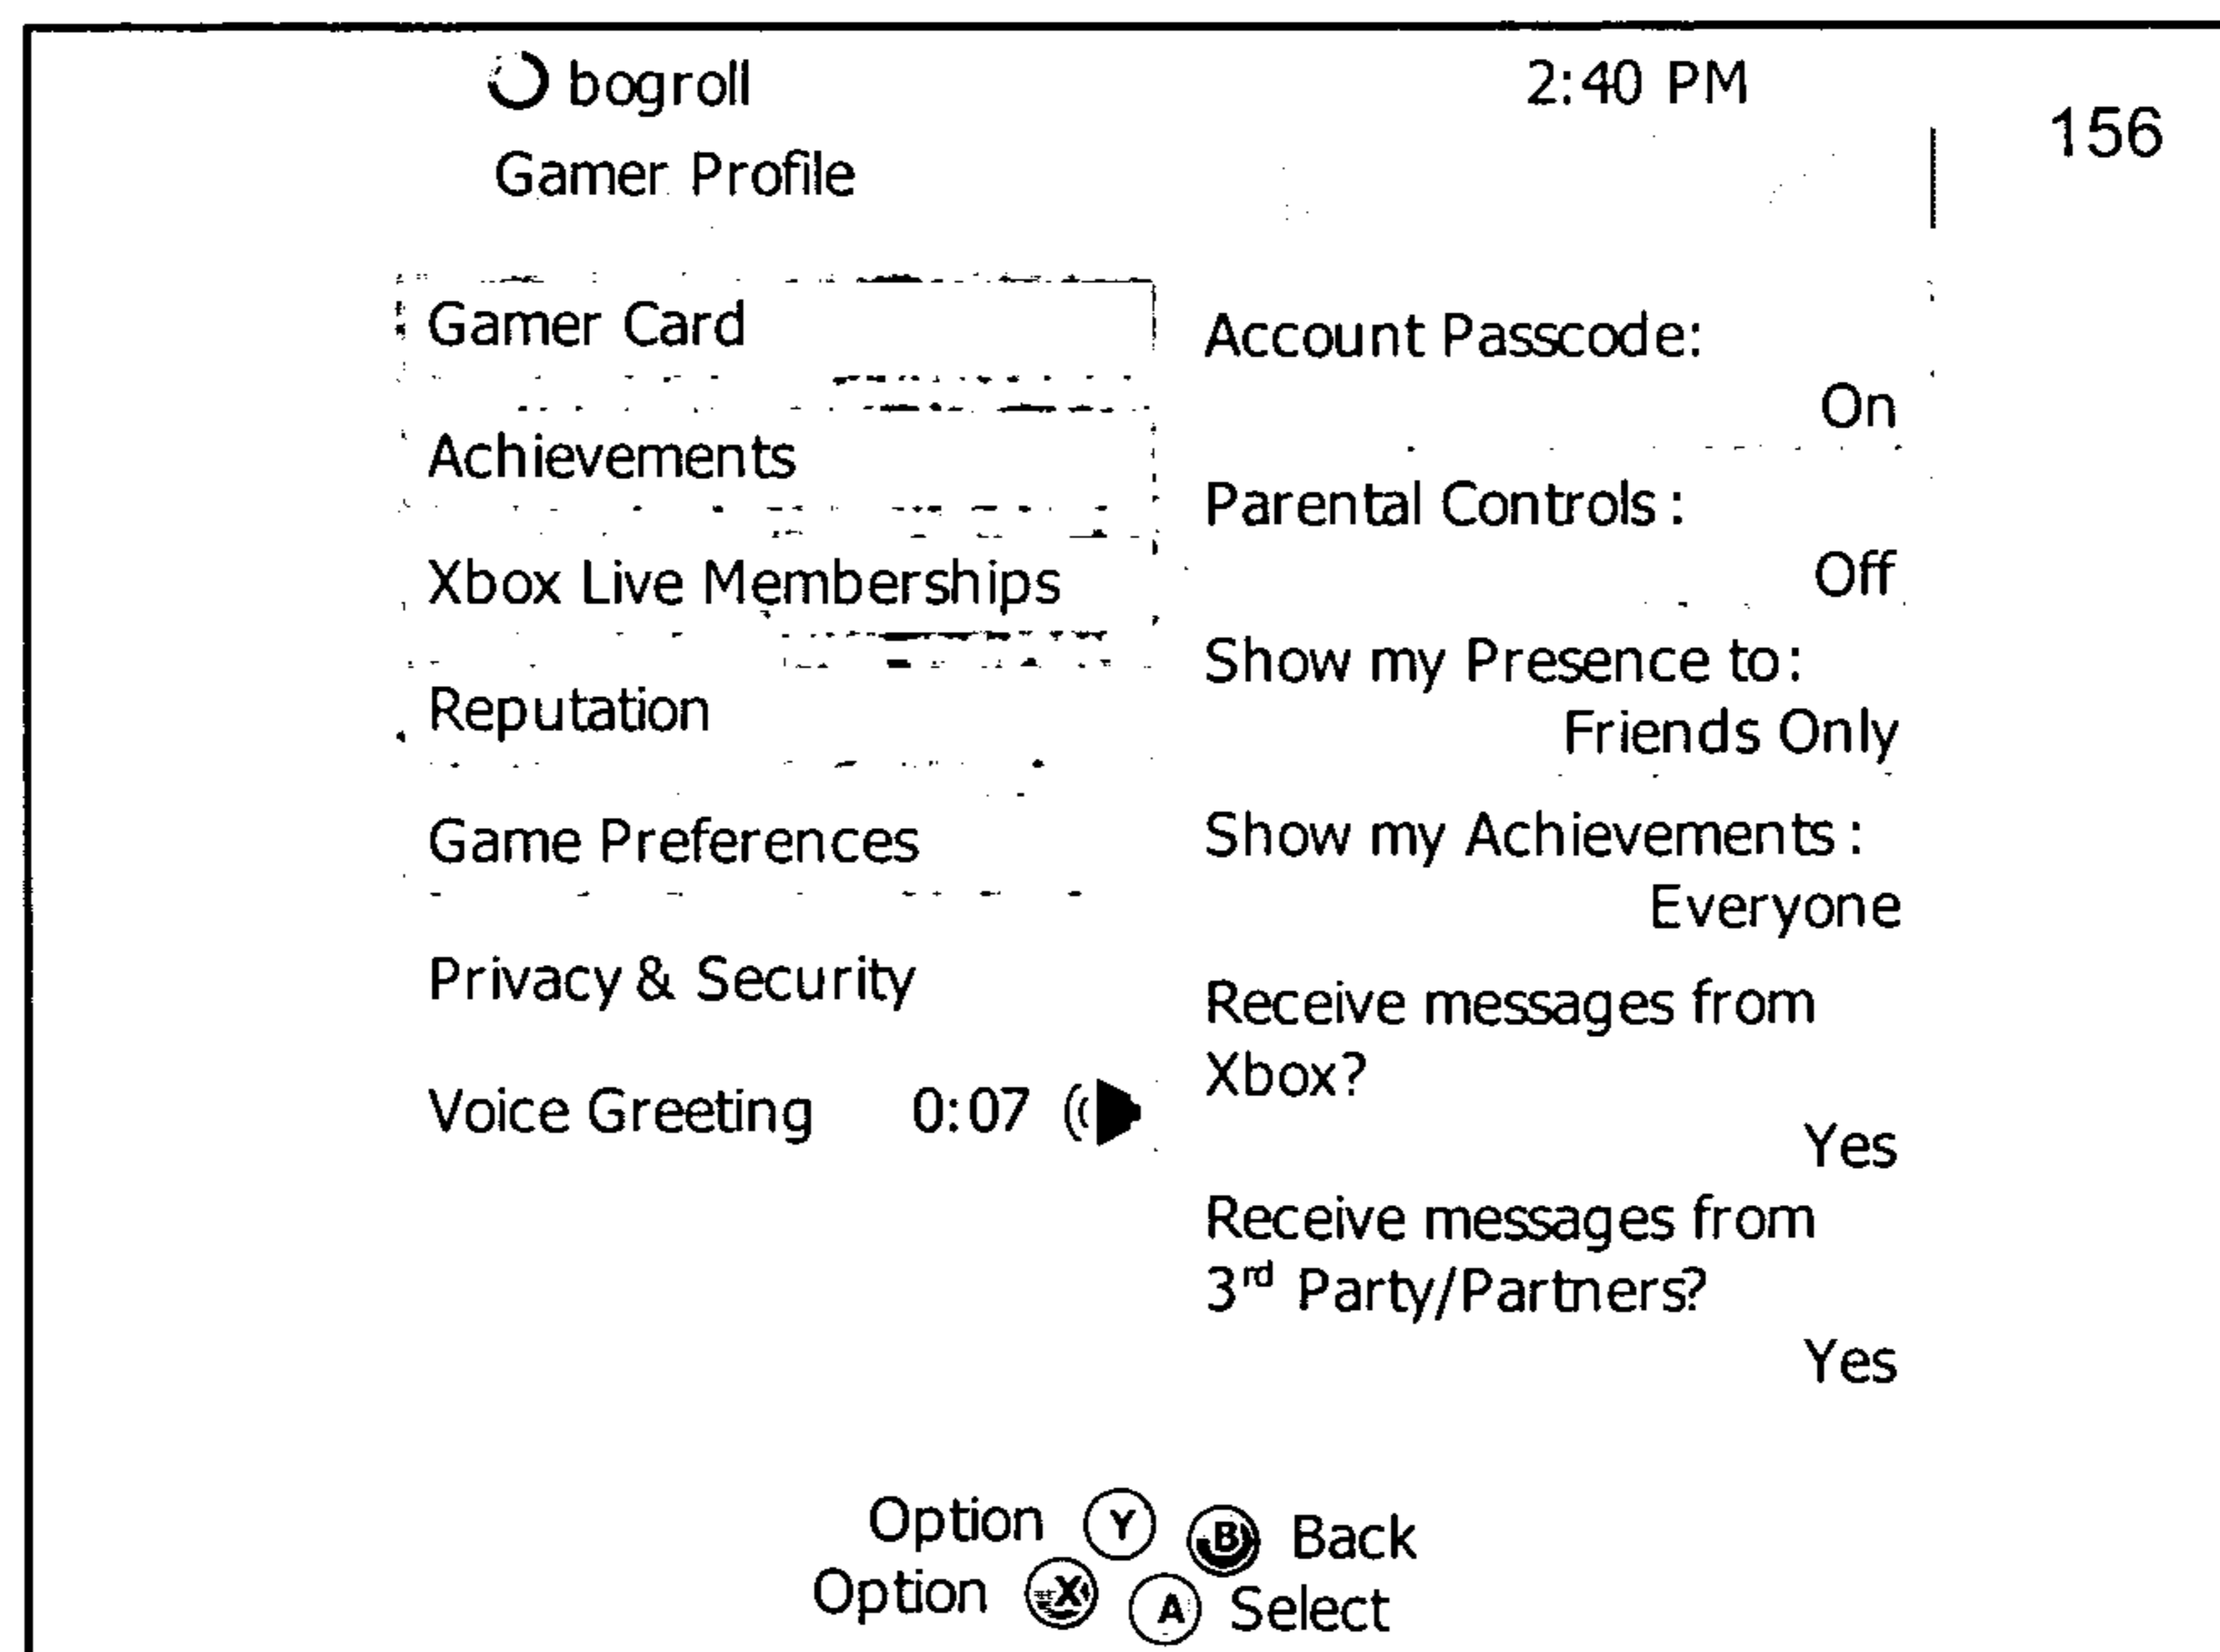 bogroll 2:40 PM
156
Gamer Profile
Gamer Card
Achievements
Xbox Live Memberships
Reputation
Game Preferences
Privacy & Security
Voice Greeting 0:07
Account Passcode:
On
Parental Controls :
Off
Show my Presence to:
Friends Only
Show my Achievements :
Everyone
Receive messages from
Xbox?
Yes
Receive messages from
3rd Party/Partners?
Yes
Option Y B Back
Option X A Select